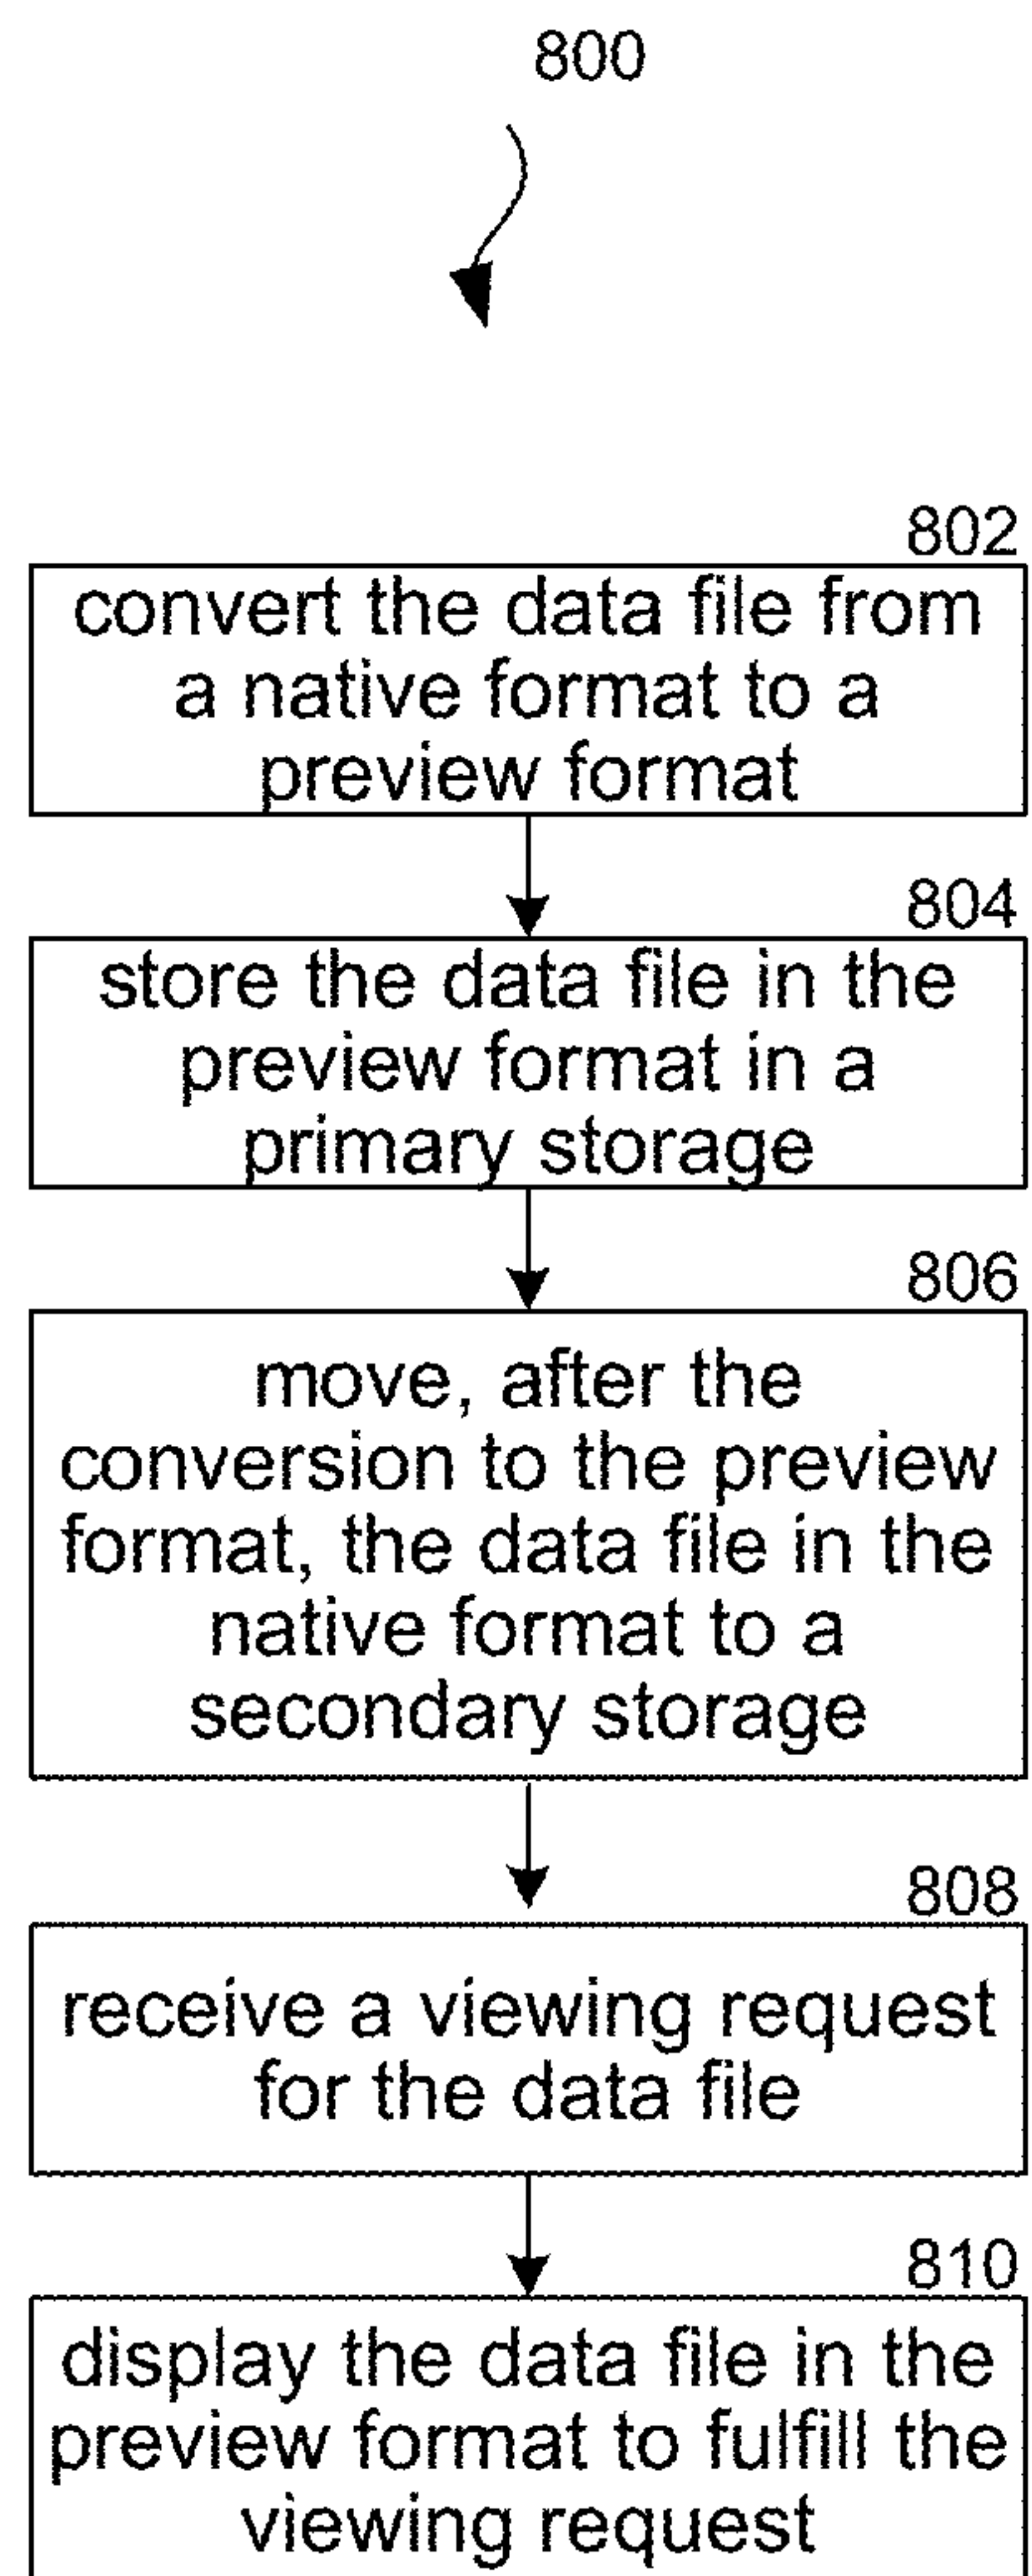 800
802
convert the data file from
a native format to a
preview format
804
store the data file in the
preview format in a
primary storage
806
move, after the
conversion to the preview
format, the data file in the
native format to a
secondary storage
808
receive a viewing request
for the data file
810
display the data file in the
preview format to fulfill the
viewing request